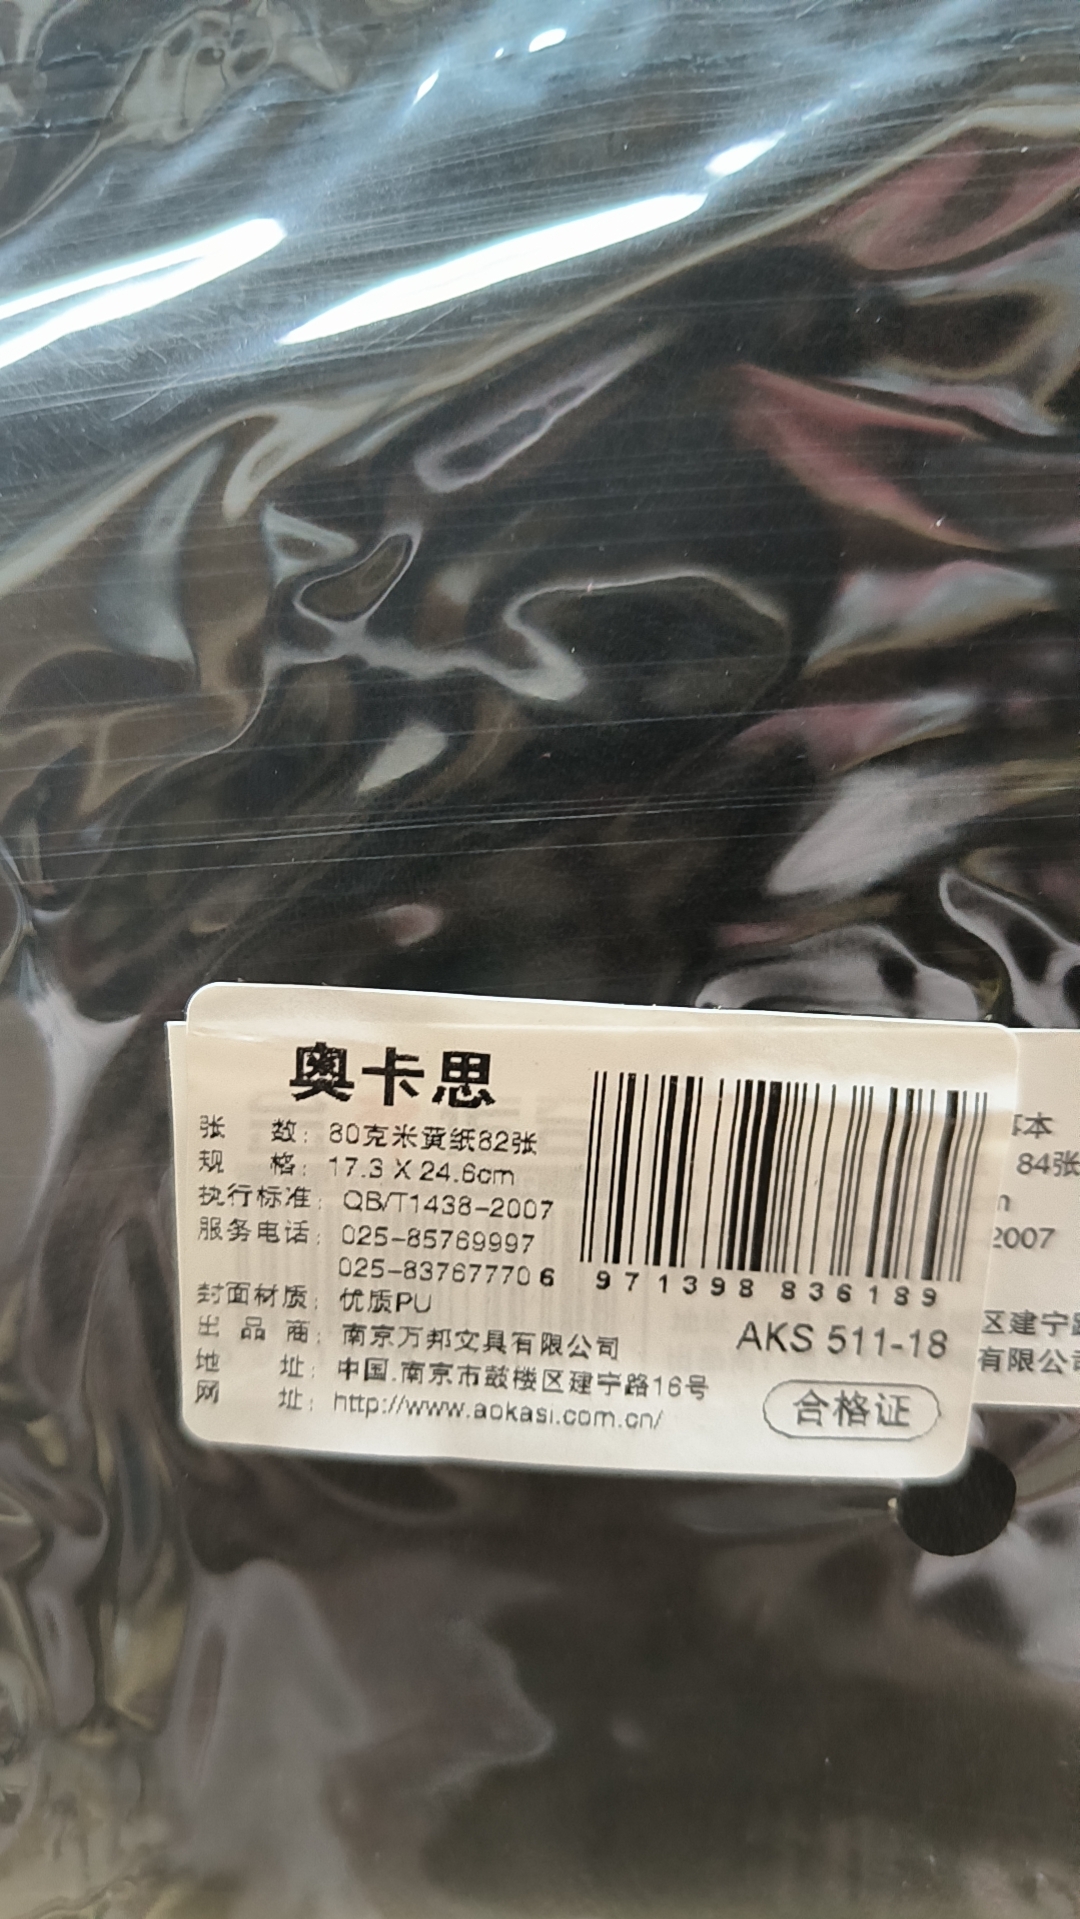 奥卡思
张 数：80克米黄纸82张
规 格：17.3 X 24.6cm
执行标准：QB/T1438-2007
服务电话：025-85769997
025-83767770
封面材质：优质PU
出 品 商：南京万邦文具有限公司
地 址：中国.南京市鼓楼区建宁路16号
网 址：http://www.aokasi.com.cn/
6 971398 836189
AKS 511-18
合格证
本
84张
2007
区建宁路
有限公司